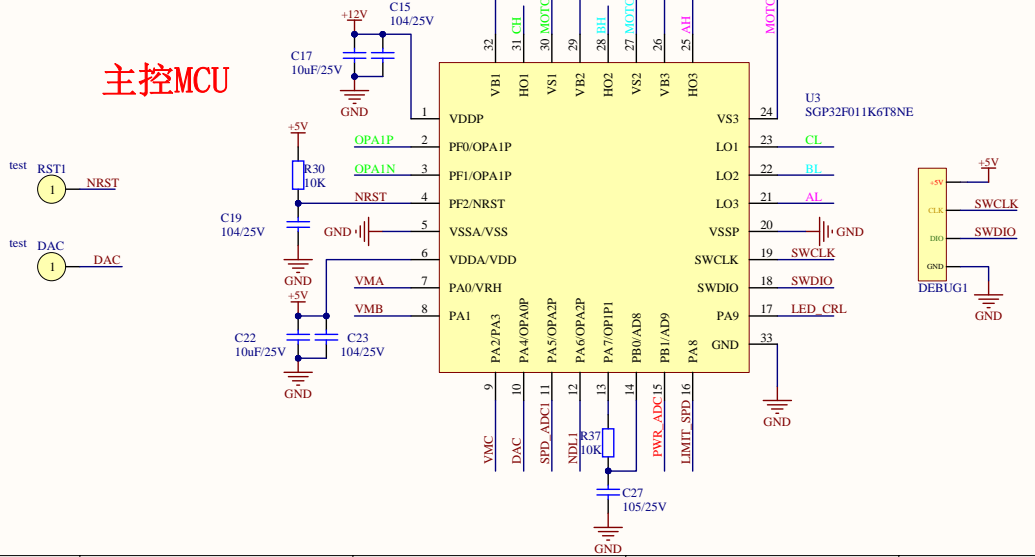 +12V
C15
104/25V
C17
10uF/25V
GND
主控MCU
CH
MOTO
BH
MOTO
AH
MOTO
32
31
30
29
28
27
26
25
VB1
HO1
VS1
VB2
HO2
VS2
VB3
HO3
U3
SGP32F011K6T8NE
1
VDDP
OPA1P
2
PF0/OPA1P
OPA1N
3
PF1/OPA1P
NRST
4
PF2/NRST
GND
5
VSSA/VSS
6
VDDA/VDD
VMA
7
PA0/VRH
VMB
8
PA1
VS3
24
LO1
23
CL
LO2
22
BL
LO3
21
AL
VSSP
20
GND
SWCLK
19
SWCLK
SWDIO
18
SWDIO
PA9
17
LED_CRL
GND
33
GND
PA2/PA3
PA4/OPA0P
PA5/OPA2P
PA6/OPA2P
PA7/OP1P1
PB0/AD8
PB1/AD9
PA8
9
10
11
12
13
14
15
16
VMC
DAC
SPD_ADC1
NDL1
PWR_ADC
LIMIT_SPD
R37
10K
C27
105/25V
GND
+5V
R30
10K
C19
104/25V
GND
+5V
C22
10uF/25V
C23
104/25V
GND
test
RST1
1
NRST
test
DAC
1
DAC
+5V
+5V
CLK
SWCLK
DIO
SWDIO
GND
DEBUG1
GND